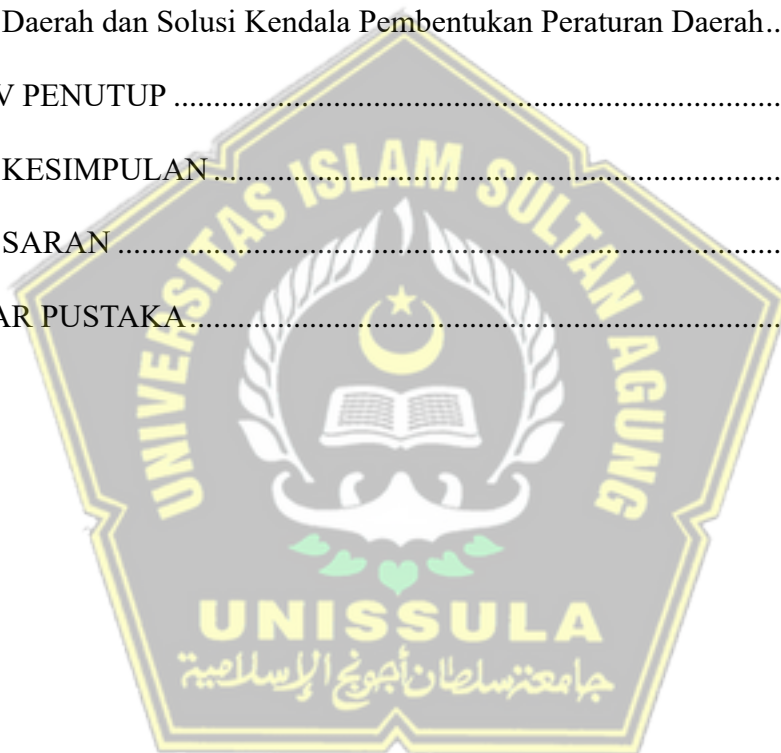 Daerah dan Solusi Kendala Pembentukan Peraturan Daerah..
V PENUTUP ..............................................................................
KESIMPULAN ........................................................................
SARAN ....................................................................................
AR PUSTAKA ..........................................................................
UNIVERSITAS ISLAM SULTAN AGUNG
UNISSULA
جامعتسلطان أجونج الإسلامية